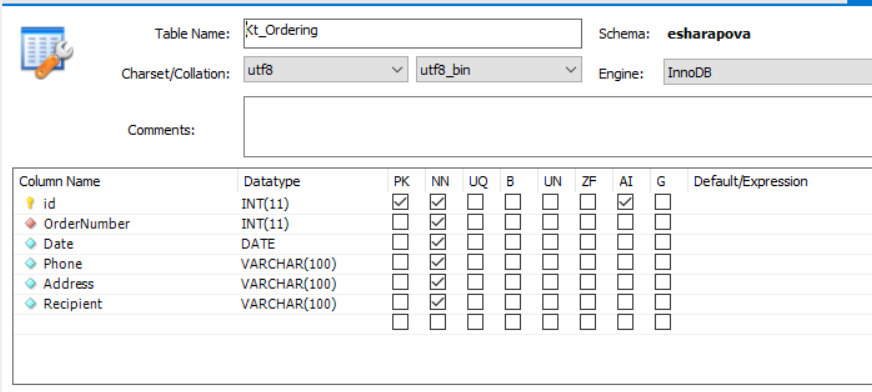 Table Name: Kt_Ordering Schema: esharapova
Charset/Collation: utf8 utf8_bin Engine: InnoDB
Comments:
Column Name Datatype PK NN UQ B UN ZF AI G Default/Expression
id INT(11)
OrderNumber INT(11)
Date DATE
Phone VARCHAR(100)
Address VARCHAR(100)
Recipient VARCHAR(100)